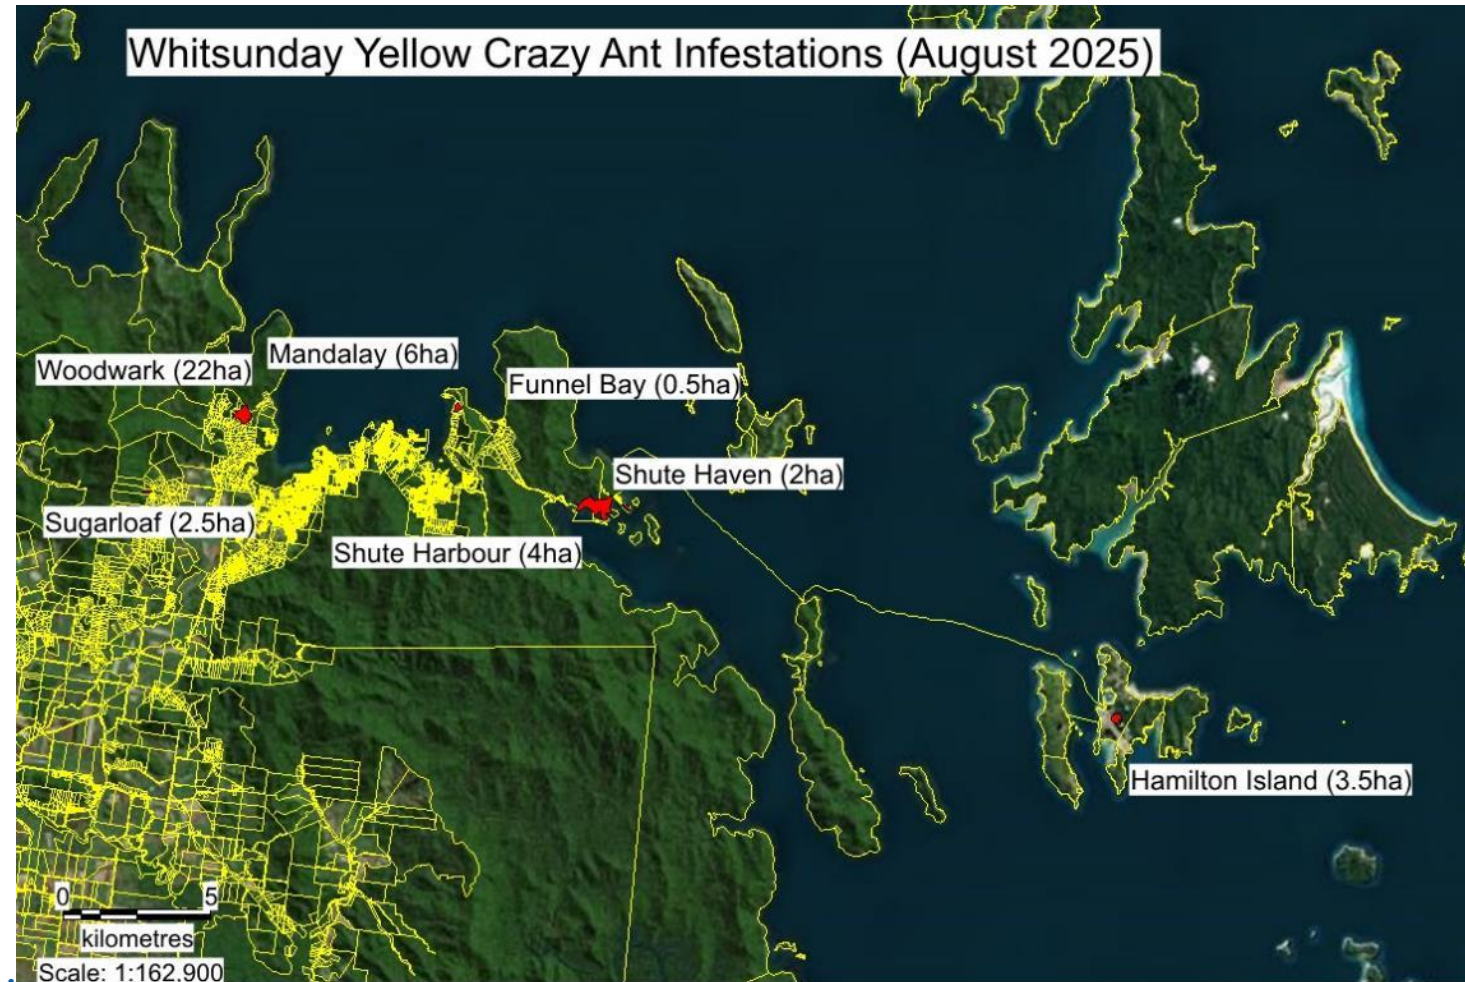 Whitsunday Yellow Crazy Ant Infestations (August 2025)
Mandalay (6ha)
Woodwark (22ha)
Funnel Bay (0.5ha)
Shute Haven (2ha)
Sugarloaf (2.5ha)
Shute Harbour (4ha)
Hamilton Island (3.5ha)
0 5
kilometres
Scale: 1:162,900